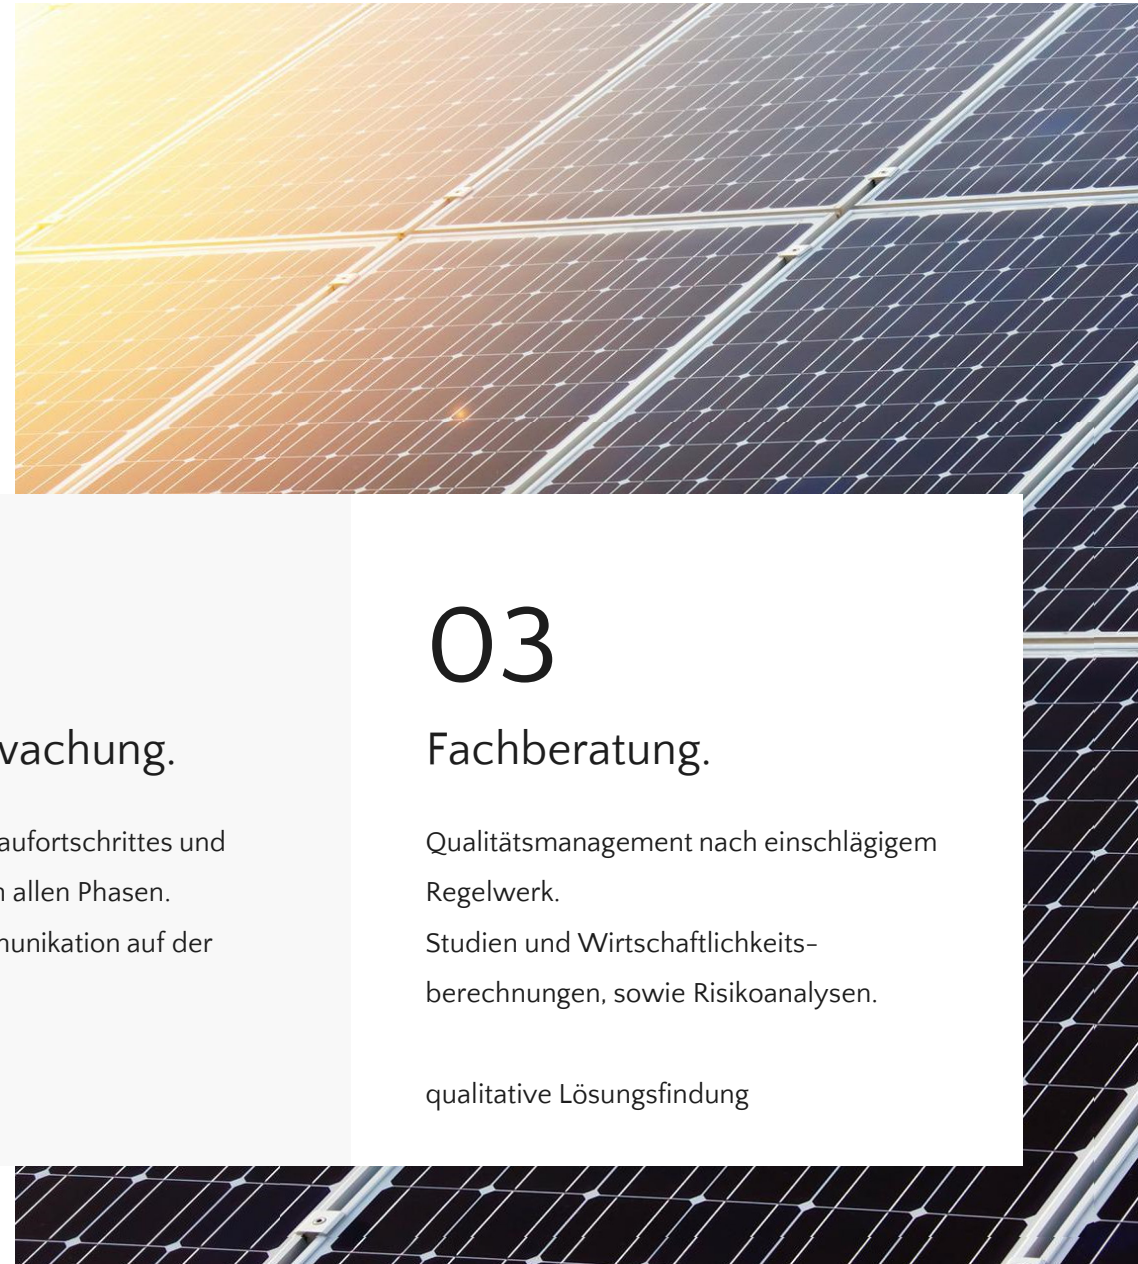 vachung.
aufortschrittes und
allen Phasen.
munikation auf der
03
Fachberatung.
Qualitätsmanagement nach einschlägigem
Regelwerk.
Studien und Wirtschaftlichkeits-
berechnungen, sowie Risikoanalysen.
qualitative Lösungsfindung